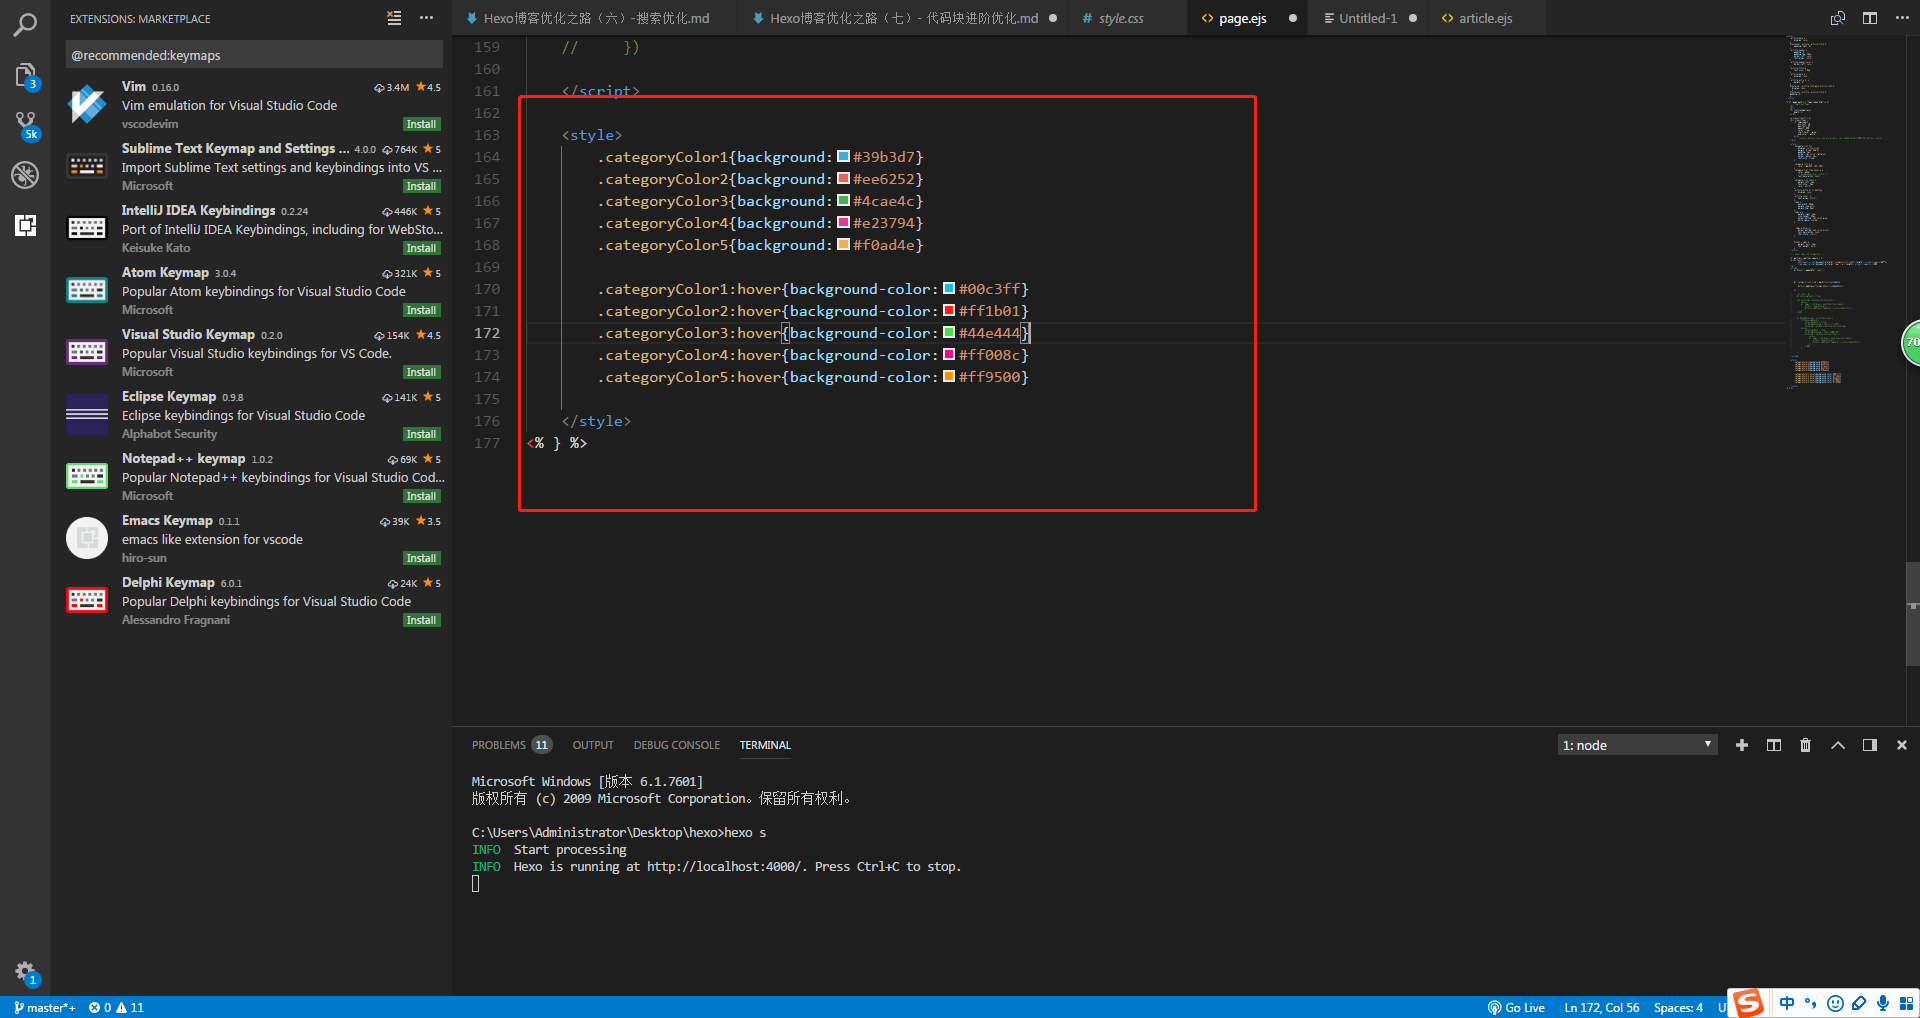 EXTENSIONS: MARKETPLACE
@recommended:keymaps
3
5k
1
Vim 0.16.0 3.4M 4.5
Vim emulation for Visual Studio Code
vscodevim Install
Sublime Text Keymap and Settings ... 4.0.0 764K 5
Import Sublime Text settings and keybindings into VS ...
Microsoft Install
IntelliJ IDEA Keybindings 0.2.24 446K 5
Port of IntelliJ IDEA Keybindings, including for WebSto...
Keisuke Kato Install
Atom Keymap 3.0.4 321K 5
Popular Atom keybindings for Visual Studio Code
Microsoft Install
Visual Studio Keymap 0.2.0 154K 4.5
Popular Visual Studio keybindings for VS Code.
Microsoft Install
Eclipse Keymap 0.9.8 141K 5
Eclipse keybindings for Visual Studio Code
Alphabot Security Install
Notepad++ keymap 1.0.2 69K 5
Popular Notepad++ keybindings for Visual Studio Cod...
Microsoft Install
Emacs Keymap 0.1.1 39K 3.5
emacs like extension for vscode
hiro-sun Install
Delphi Keymap 6.0.1 24K 5
Popular Delphi keybindings for Visual Studio Code
Alessandro Fragnani Install
Hexo博客优化之路（六）-搜索优化.md Hexo博客优化之路（七）- 代码块进阶优化.md # style.css <> page.ejs Untitled-1 <> article.ejs
159 // })
160
161 </script>
162
163 <style>
164 .categoryColor1{background:#39b3d7}
165 .categoryColor2{background:#ee6252}
166 .categoryColor3{background:#4cae4c}
167 .categoryColor4{background:#e23794}
168 .categoryColor5{background:#f0ad4e}
169
170 .categoryColor1:hover{background-color:#00c3ff}
171 .categoryColor2:hover{background-color:#ff1b01}
172 .categoryColor3:hover{background-color:#44e444}
173 .categoryColor4:hover{background-color:#ff008c}
174 .categoryColor5:hover{background-color:#ff9500}
175
176 </style>
177 <% } %>
70
PROBLEMS 11 OUTPUT DEBUG CONSOLE TERMINAL 1: node
Microsoft Windows [版本 6.1.7601]
版权所有 (c) 2009 Microsoft Corporation。保留所有权利。
C:\Users\Administrator\Desktop\hexo>hexo s
INFO Start processing
INFO Hexo is running at http://localhost:4000/. Press Ctrl+C to stop.
master*+ 0 11 Go Live Ln 172, Col 56 Spaces: 4 U S 中 °,